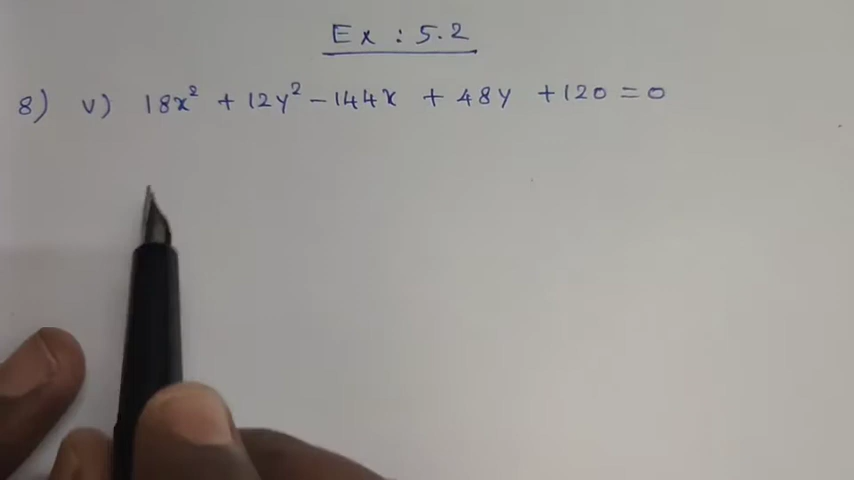 Ex : 5.2
8) v) 18x² + 12y² - 144x + 48y + 120 = 0